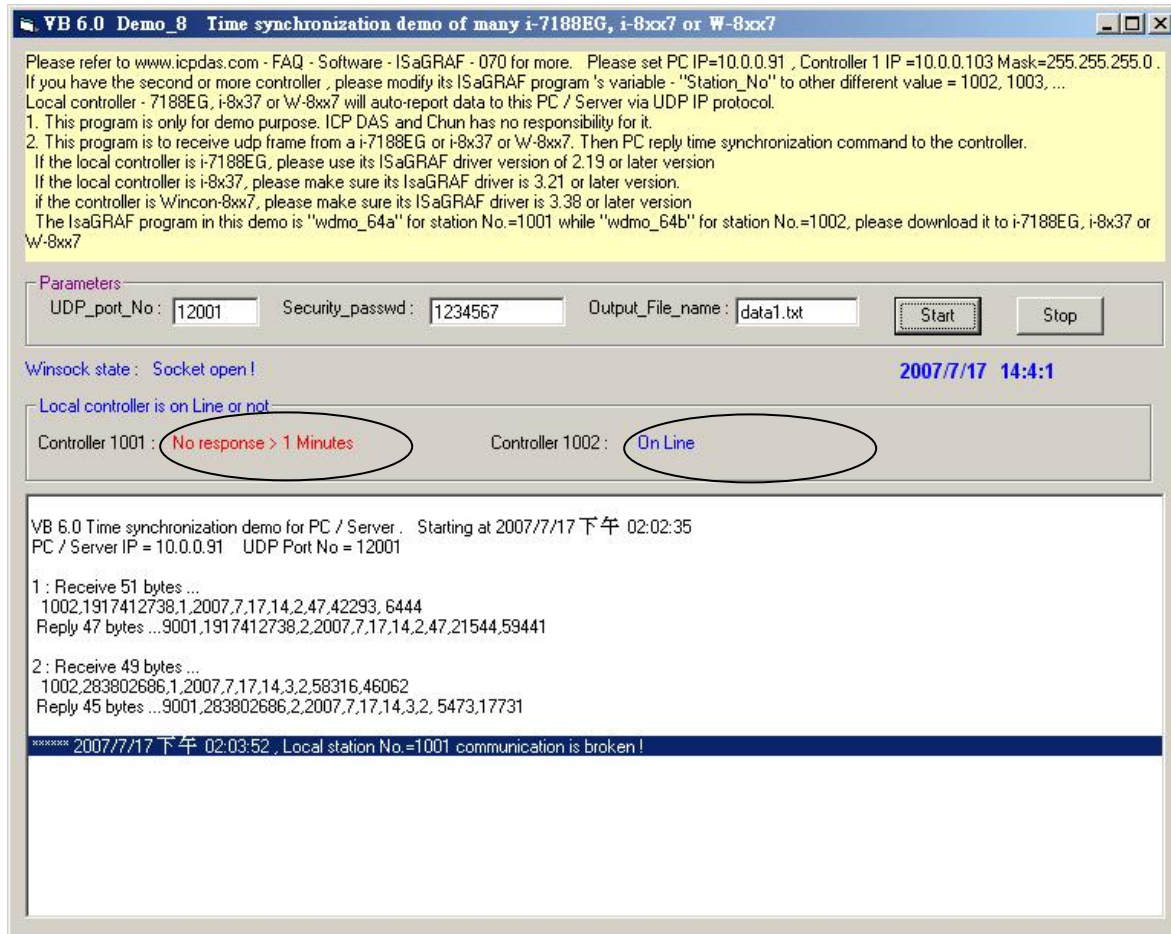 VB 6.0 Demo_8 Time synchronization demo of many i-7188EG, i-8xx7 or W-8xx7
Please refer to www.icpdas.com - FAQ - Software - ISaGRAF - 070 for more. Please set PC IP=10.0.0.91 , Controller 1 IP =10.0.0.103 Mask=255.255.255.0 .
If you have the second or more controller , please modify its ISaGRAF program 's variable - "Station_No" to other different value = 1002, 1003, ...
Local controller - 7188EG, i-8x37 or W-8xx7 will auto-report data to this PC / Server via UDP IP protocol.
1. This program is only for demo purpose. ICP DAS and Chun has no responsibility for it.
2. This program is to receive udp frame from a i-7188EG or i-8x37 or W-8xx7. Then PC reply time synchronization command to the controller.
If the local controller is i-7188EG, please use its ISaGRAF driver version of 2.19 or later version
If the local controller is i-8x37, please make sure its IsaGRAF driver is 3.21 or later version.
if the controller is Wincon-8xx7, please make sure its ISaGRAF driver is 3.38 or later version
The IsaGRAF program in this demo is "wdmo_64a" for station No.=1001 while "wdmo_64b" for station No.=1002, please download it to i-7188EG, i-8x37 or
W-8xx7
Parameters
UDP_port_No : 12001 Security_passwd : 1234567 Output_File_name : data1.txt Start Stop
Winsock state : Socket open ! 2007/7/17 14:4:1
Local controller is on Line or not
Controller 1001 : No response > 1 Minutes Controller 1002 : On Line
VB 6.0 Time synchronization demo for PC / Server . Starting at 2007/7/17 下午 02:02:35
PC / Server IP = 10.0.0.91 UDP Port No = 12001
1 : Receive 51 bytes ...
1002,1917412738,1,2007,7,17,14,2,47,42293, 6444
Reply 47 bytes ...9001,1917412738,2,2007,7,17,14,2,47,21544,59441
2 : Receive 49 bytes ...
1002,283802686,1,2007,7,17,14,3,2,58316,46062
Reply 45 bytes ...9001,283802686,2,2007,7,17,14,3,2, 5473,17731
****** 2007/7/17 下午 02:03:52 , Local station No.=1001 communication is broken !